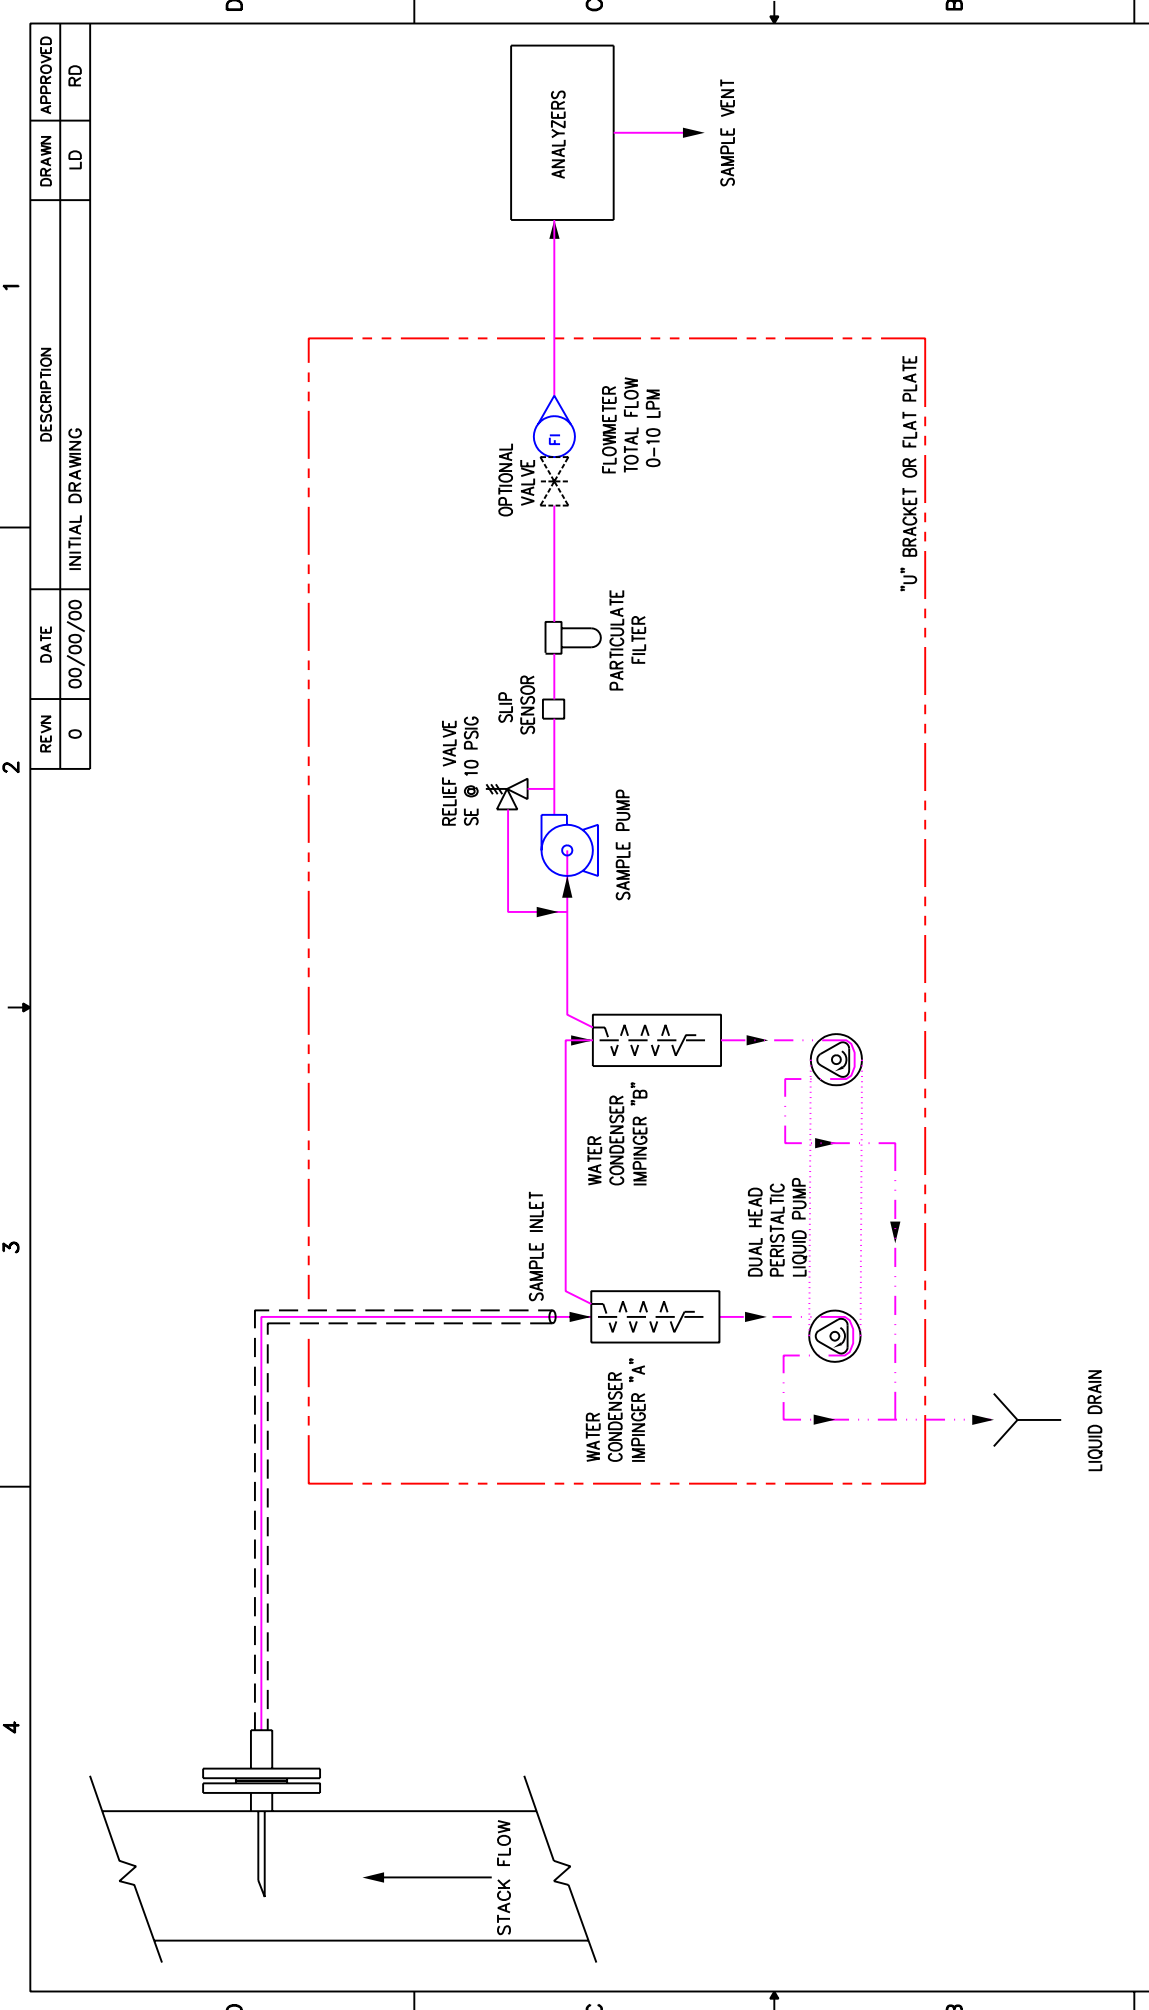 4
3
2
1
REVN
DATE
DESCRIPTION
DRAWN
APPROVED
0
00/00/00
INITIAL DRAWING
LD
RD
D
D
C
C
B
B
STACK FLOW
SAMPLE INLET
WATER
CONDENSER
IMPINGER "A"
WATER
CONDENSER
IMPINGER "B"
DUAL HEAD
PERISTALTIC
LIQUID PUMP
LIQUID DRAIN
RELIEF VALVE
SE @ 10 PSIG
SAMPLE PUMP
SLIP
SENSOR
PARTICULATE
FILTER
OPTIONAL
VALVE
FI
FLOWMETER
TOTAL FLOW
0-10 LPM
"U" BRACKET OR FLAT PLATE
ANALYZERS
SAMPLE VENT